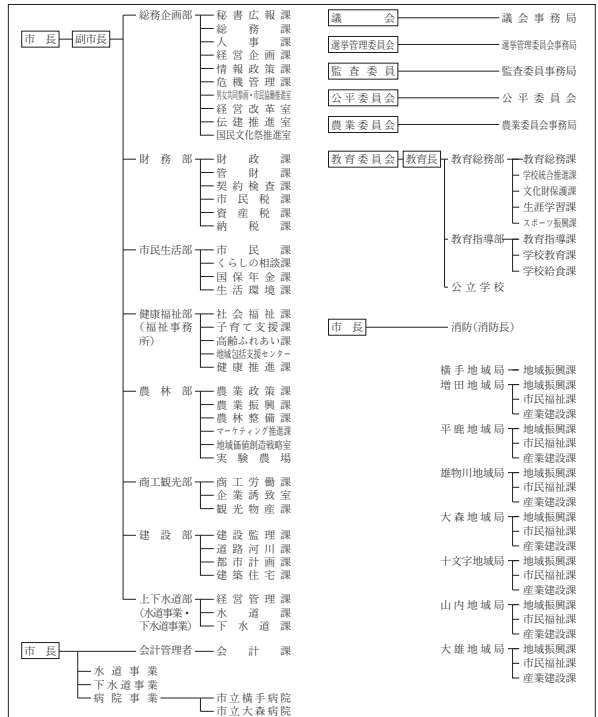 市長
副市長
総務企画部
秘書広報課
総務課
人事課
経営企画課
情報政策課
危機管理課
男女共同参画・市民協働推進室
経営改革室
伝建推進室
国民文化祭推進室
財務部
財政課
管財課
契約検査課
市民税課
資産税課
納税課
市民生活部
市民課
くらしの相談課
国保年金課
生活環境課
健康福祉部
(福祉事務
所)
社会福祉課
子育て支援課
高齢ふれあい課
地域包括支援センター
健康推進課
農林部
農業政策課
農業振興課
農林整備課
マーケティング推進課
地域価値創造戦略室
実験農場
商工観光部
商工労働課
企業誘致室
観光物産課
建設部
建設監理課
道路河川課
都市計画課
建築住宅課
上下水道部
(水道事業・
下水道事業)
経営管理課
水道課
下水道課
市長
会計管理者
会計課
水道事業
下水道事業
病院事業
市立横手病院
市立大森病院
議会
議会事務局
選挙管理委員会
選挙管理委員会事務局
監査委員
監査委員事務局
公平委員会
公平委員会
農業委員会
農業委員会事務局
教育委員会
教育長
教育総務部
教育総務課
学校統合推進課
文化財保護課
生涯学習課
スポーツ振興課
教育指導部
教育指導課
学校教育課
学校給食課
公立学校
市長
消防(消防長)
横手地域局
地域振興課
増田地域局
地域振興課
市民福祉課
産業建設課
平鹿地域局
地域振興課
市民福祉課
産業建設課
雄物川地域局
地域振興課
市民福祉課
産業建設課
大森地域局
地域振興課
市民福祉課
産業建設課
十文字地域局
地域振興課
市民福祉課
産業建設課
山内地域局
地域振興課
市民福祉課
産業建設課
大雄地域局
地域振興課
市民福祉課
産業建設課